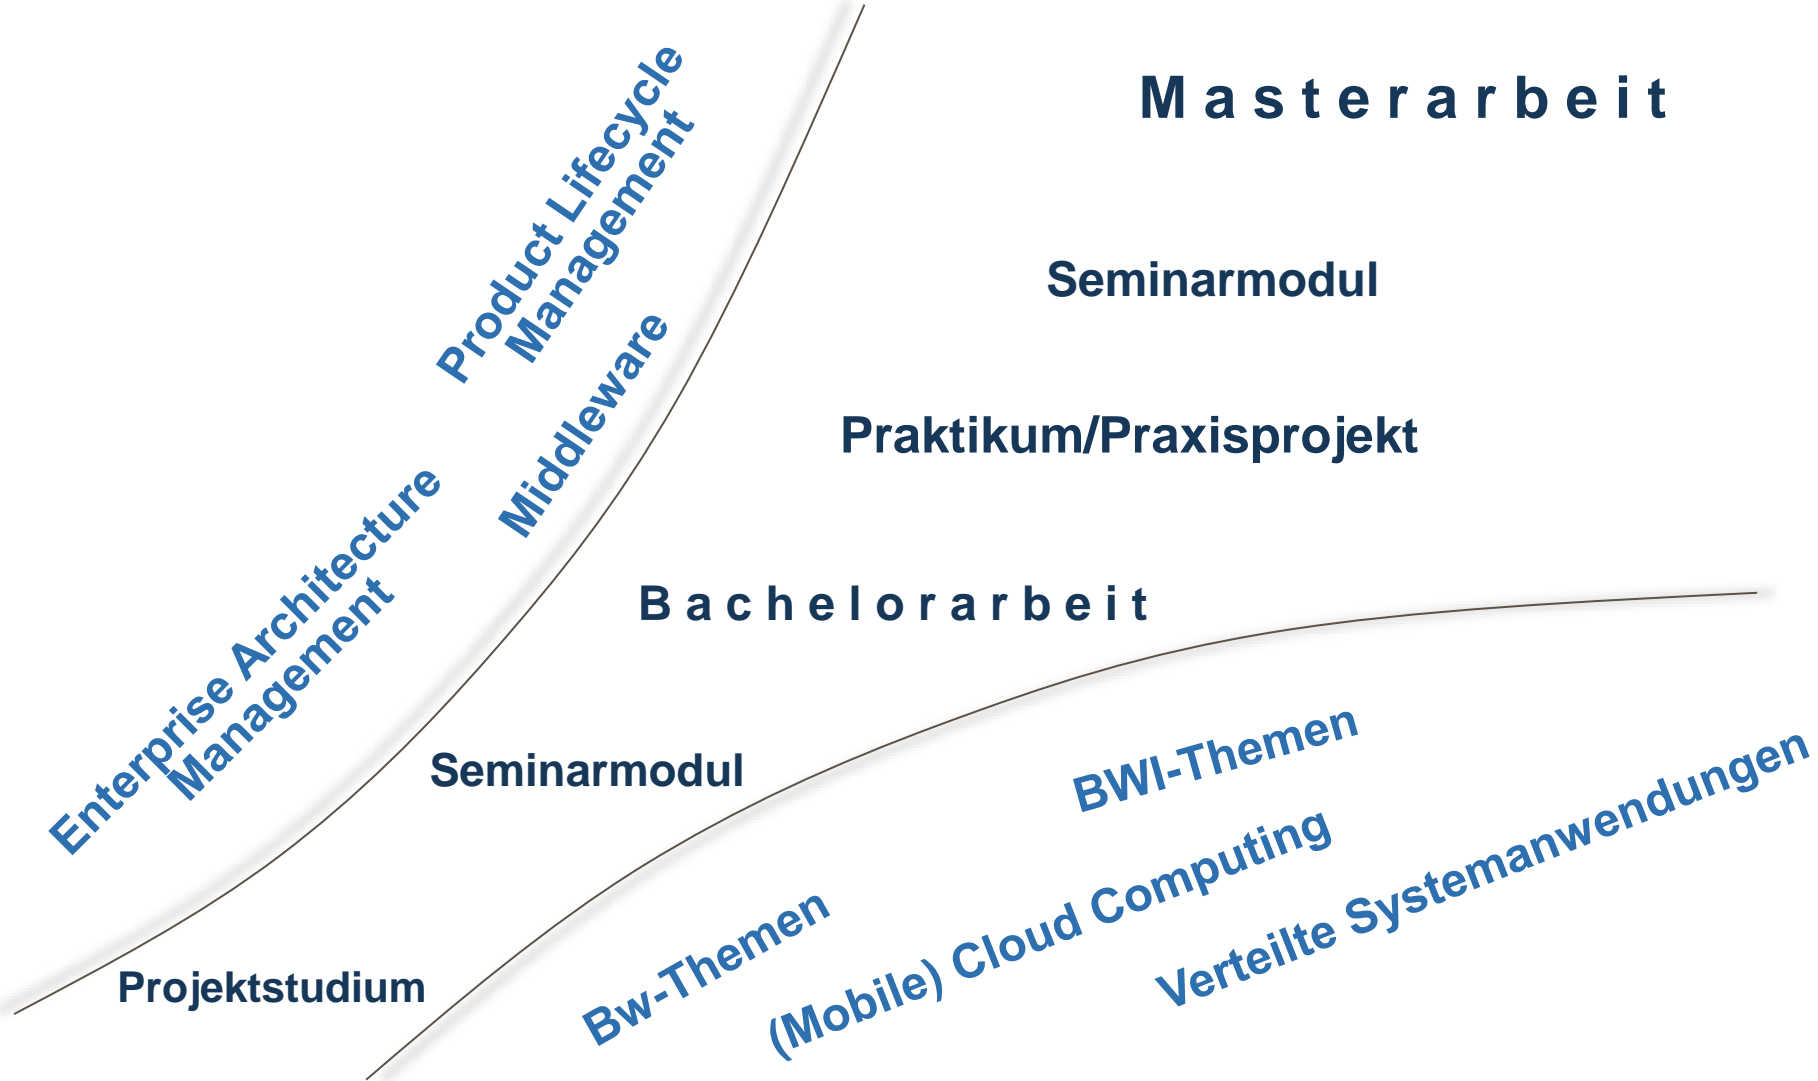 Product Lifecycle
Management
Middleware
Enterprise Architecture
Management
Masterarbeit
Seminarmodul
Praktikum/Praxisprojekt
Bachelorarbeit
Seminarmodul
Projektstudium
BWI-Themen
Bw-Themen
(Mobile) Cloud Computing
Verteilte Systemanwendungen